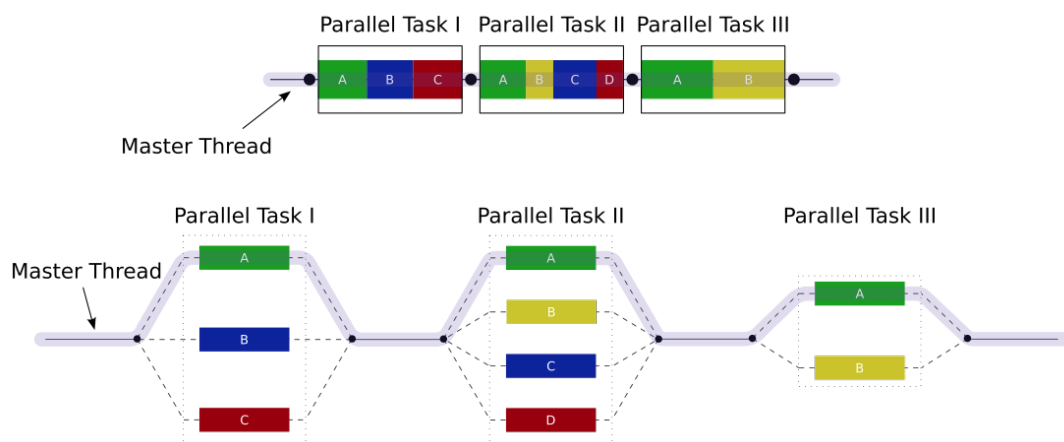 Parallel Task I Parallel Task II Parallel Task III
A B C A B C D A B
Master Thread
Parallel Task I Parallel Task II Parallel Task III
A A
Master Thread
A
B
B
C
B
C D